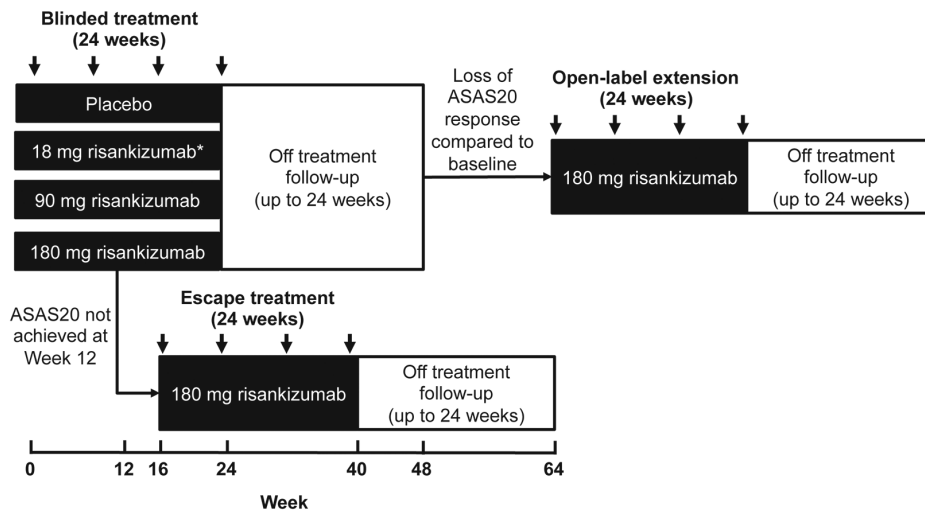 Blinded treatment
(24 weeks)
Placebo
18 mg risankizumab*
90 mg risankizumab
180 mg risankizumab
Off treatment
follow-up
(up to 24 weeks)
Loss of
ASAS20
response
compared to
baseline
Open-label extension
(24 weeks)
180 mg risankizumab
Off treatment
follow-up
(up to 24 weeks)
ASAS20 not
achieved at
Week 12
Escape treatment
(24 weeks)
180 mg risankizumab
Off treatment
follow-up
(up to 24 weeks)
0 12 16 24 40 48 64
Week